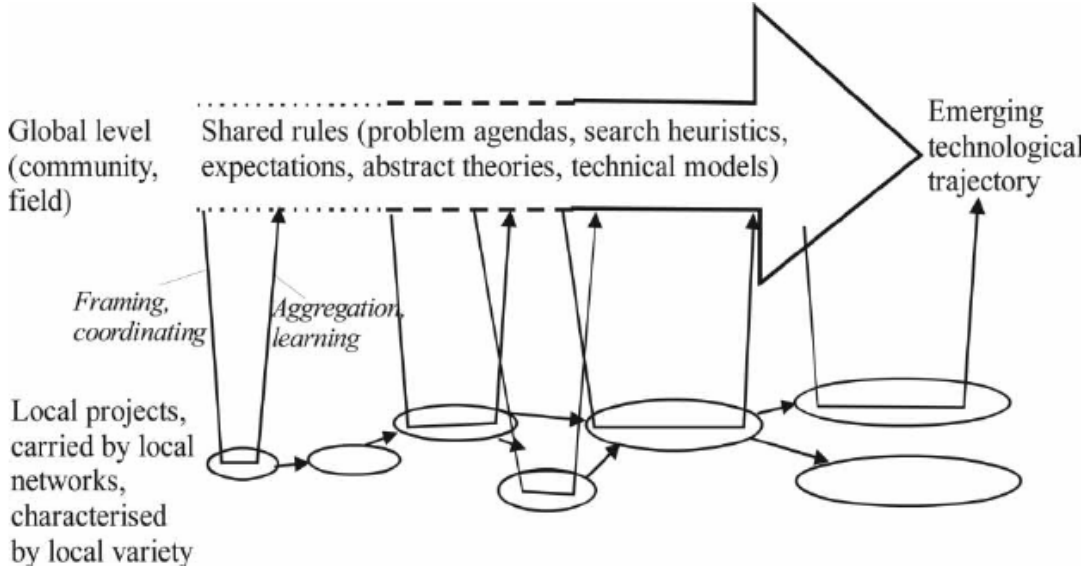 Global level
(community,
field)
Shared rules (problem agendas, search heuristics,
expectations, abstract theories, technical models)
Emerging
technological
trajectory
Framing,
coordinating
Aggregation,
learning
Local projects,
carried by local
networks,
characterised
by local variety